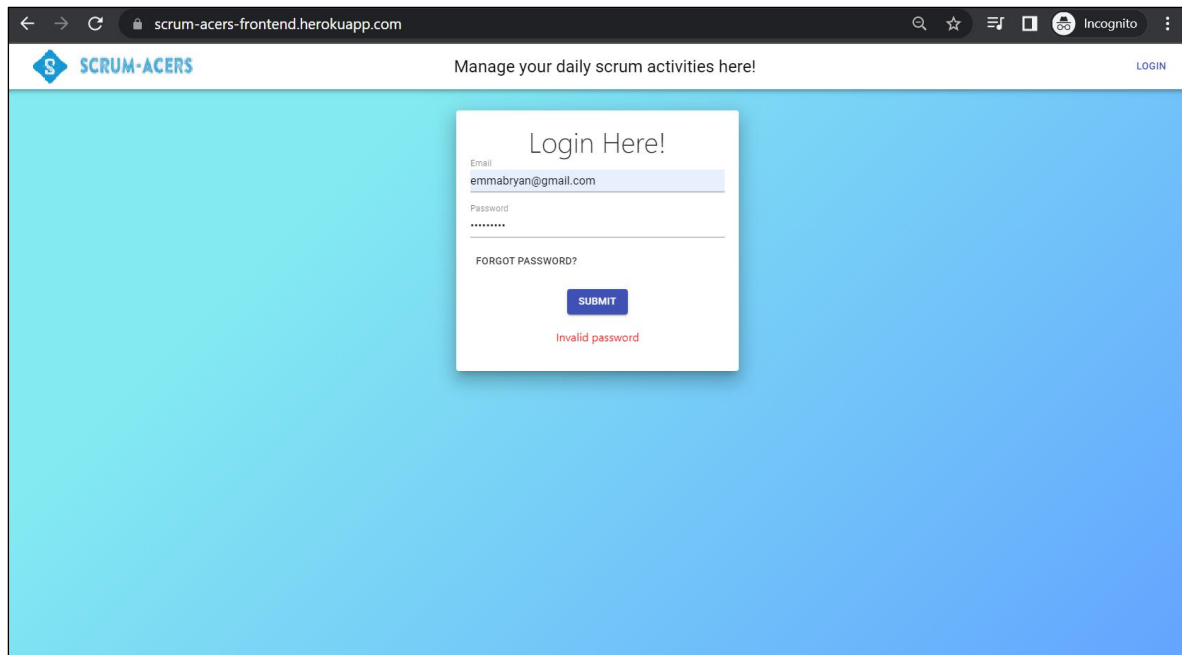 scrum-acers-frontend.herokuapp.com
Incognito
S SCRUM-ACERS
Manage your daily scrum activities here!
LOGIN
Login Here!
Email
emmabryan@gmail.com
Password
•••••••••
FORGOT PASSWORD?
SUBMIT
Invalid password